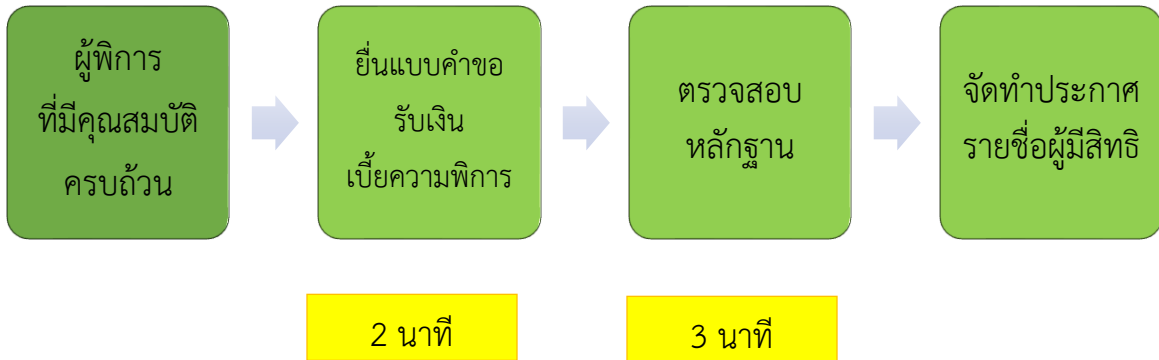 ผู้พิการ
ที่มีคุณสมบัติ
ครบถ้วน
ยื่นแบบคำขอ
รับเงิน
เบี้ยความพิการ
ตรวจสอบ
หลักฐาน
จัดทำประกาศ
รายชื่อผู้มีสิทธิ
2 นาที
3 นาที